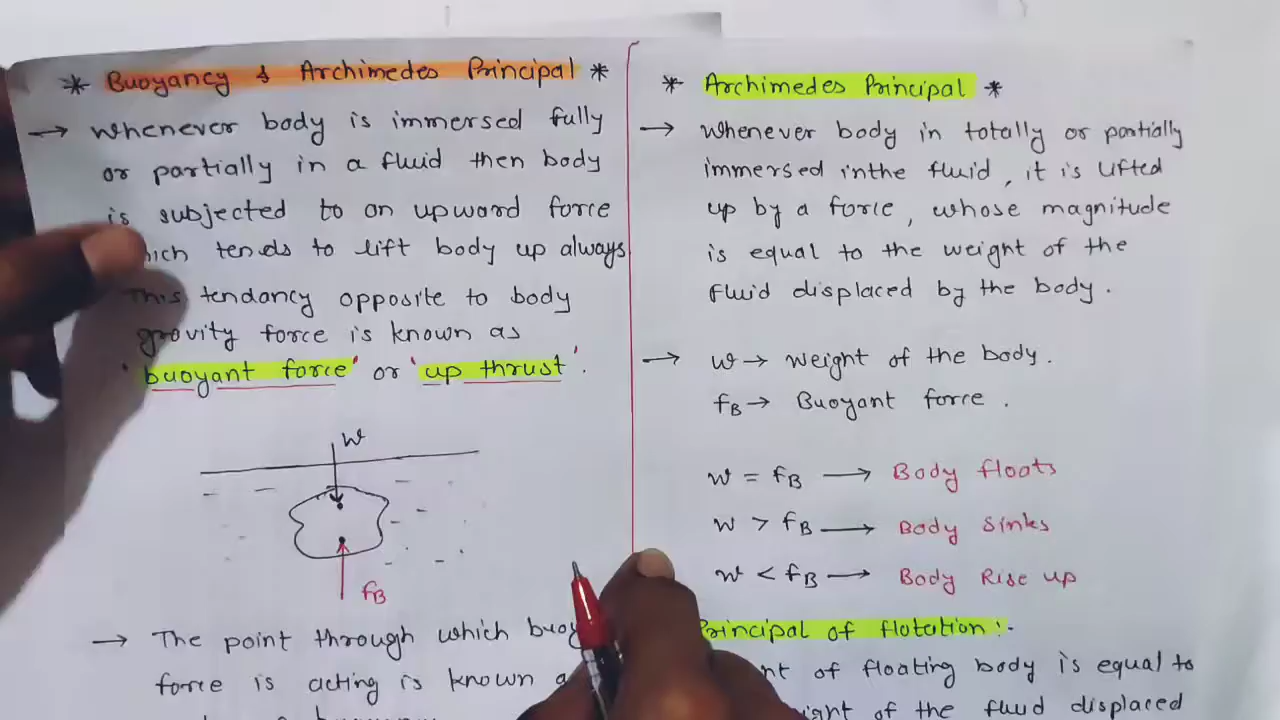 * Buoyancy & Archimedes Principal *
→ Whenever body is immersed fully
or partially in a fluid then body
is subjected to an upward force
which tends to lift body up always
This tendancy opposite to body
gravity force is known as
'buoyant force' or 'up thrust'.
W
fB
→ The point through which
force is acting is known
* Archimedes Principal *
→ Whenever body in totally or partially
immersed inthe fluid, it is Lifted
up by a force, whose magnitude
is equal to the weight of the
fluid displaced by the body.
→ W → Weight of the body.
fB → Buoyant force.
W = fB → Body floats
W > fB → Body Sinks
W < fB → Body Rise up
Principal of flotation:-
of floating body is equal to
of the fluid displaced